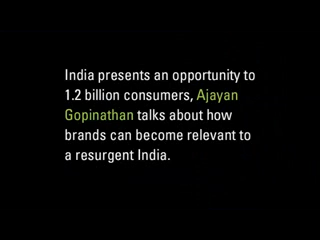 India presents an opportunity to
1.2 billion consumers, Ajayan
Gopinathan talks about how
brands can become relevant to
a resurgent India.